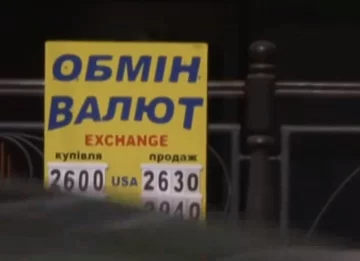 ОБМІН
ВАЛЮТ
EXCHANGE
купівля продаж
2600 USA 2630